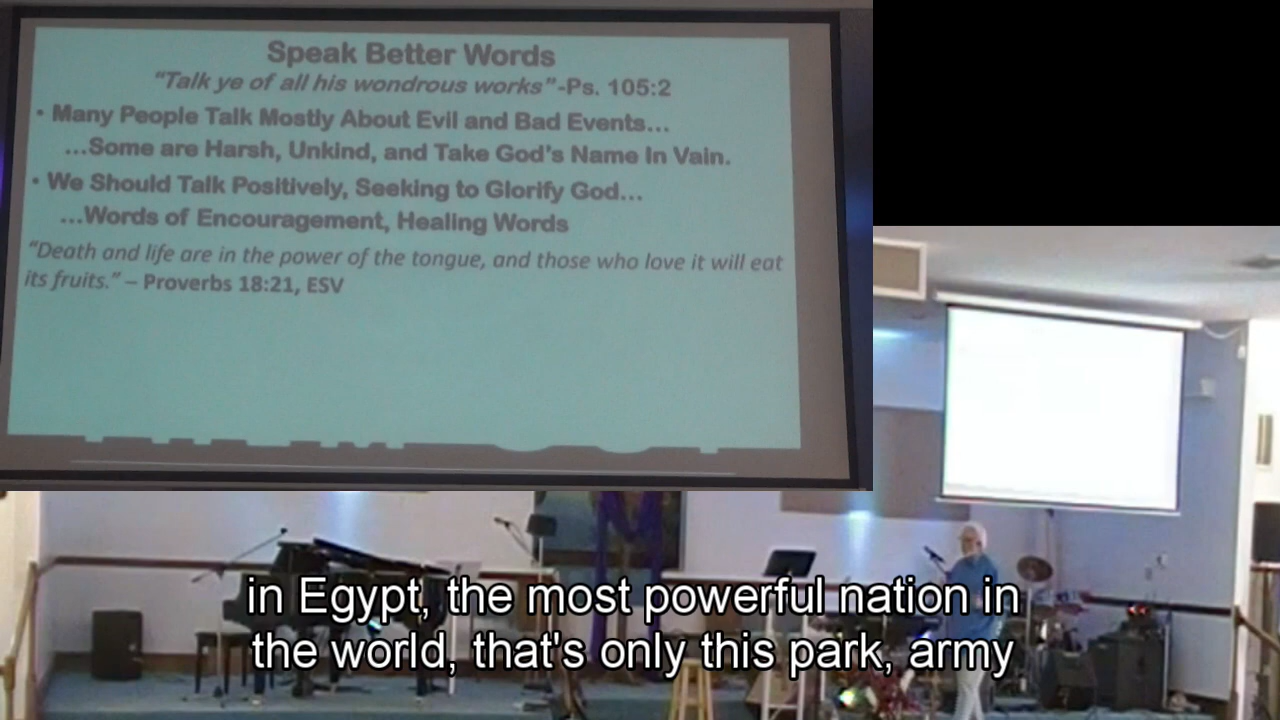 Speak Better Words
"Talk ye of all his wondrous works"-Ps. 105:2
• Many People Talk Mostly About Evil and Bad Events...
...Some are Harsh, Unkind, and Take God's Name In Vain.
• We Should Talk Positively, Seeking to Glorify God...
...Words of Encouragement, Healing Words
"Death and life are in the power of the tongue, and those who love it will eat
its fruits." – Proverbs 18:21, ESV
in Egypt, the most powerful nation in
the world, that's only this park, army